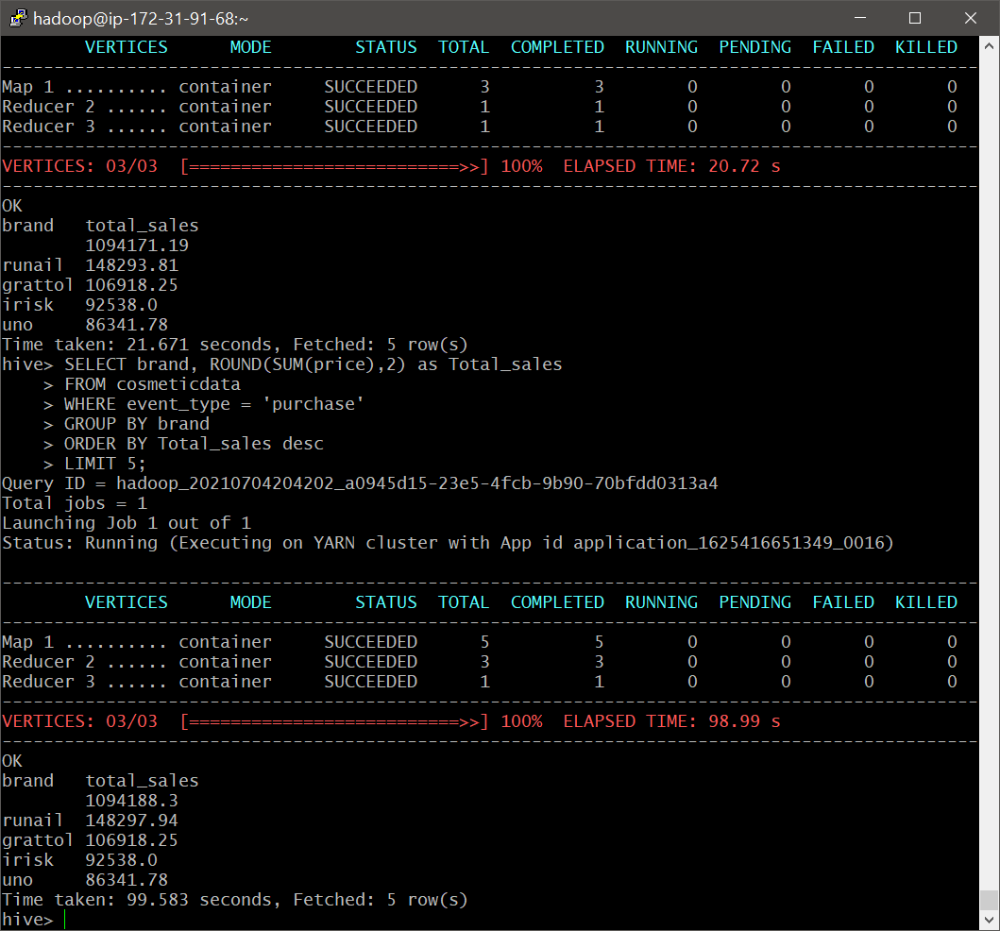 hadoop@ip-172-31-91-68:~
VERTICES MODE STATUS TOTAL COMPLETED RUNNING PENDING FAILED KILLED
--------------------------------------------------------------------------------
Map 1 .......... container SUCCEEDED 3 3 0 0 0 0
Reducer 2 ...... container SUCCEEDED 1 1 0 0 0 0
Reducer 3 ...... container SUCCEEDED 1 1 0 0 0 0
--------------------------------------------------------------------------------
VERTICES: 03/03 [==========================>>] 100% ELAPSED TIME: 20.72 s
--------------------------------------------------------------------------------
OK
brand total_sales
1094171.19
runail 148293.81
grattol 106918.25
irisk 92538.0
uno 86341.78
Time taken: 21.671 seconds, Fetched: 5 row(s)
hive> SELECT brand, ROUND(SUM(price),2) as Total_sales
> FROM cosmeticdata
> WHERE event_type = 'purchase'
> GROUP BY brand
> ORDER BY Total_sales desc
> LIMIT 5;
Query ID = hadoop_20210704204202_a0945d15-23e5-4fcb-9b90-70bfdd0313a4
Total jobs = 1
Launching Job 1 out of 1
Status: Running (Executing on YARN cluster with App id application_1625416651349_0016)
--------------------------------------------------------------------------------
VERTICES MODE STATUS TOTAL COMPLETED RUNNING PENDING FAILED KILLED
--------------------------------------------------------------------------------
Map 1 .......... container SUCCEEDED 5 5 0 0 0 0
Reducer 2 ...... container SUCCEEDED 3 3 0 0 0 0
Reducer 3 ...... container SUCCEEDED 1 1 0 0 0 0
--------------------------------------------------------------------------------
VERTICES: 03/03 [==========================>>] 100% ELAPSED TIME: 98.99 s
--------------------------------------------------------------------------------
OK
brand total_sales
1094188.3
runail 148297.94
grattol 106918.25
irisk 92538.0
uno 86341.78
Time taken: 99.583 seconds, Fetched: 5 row(s)
hive>